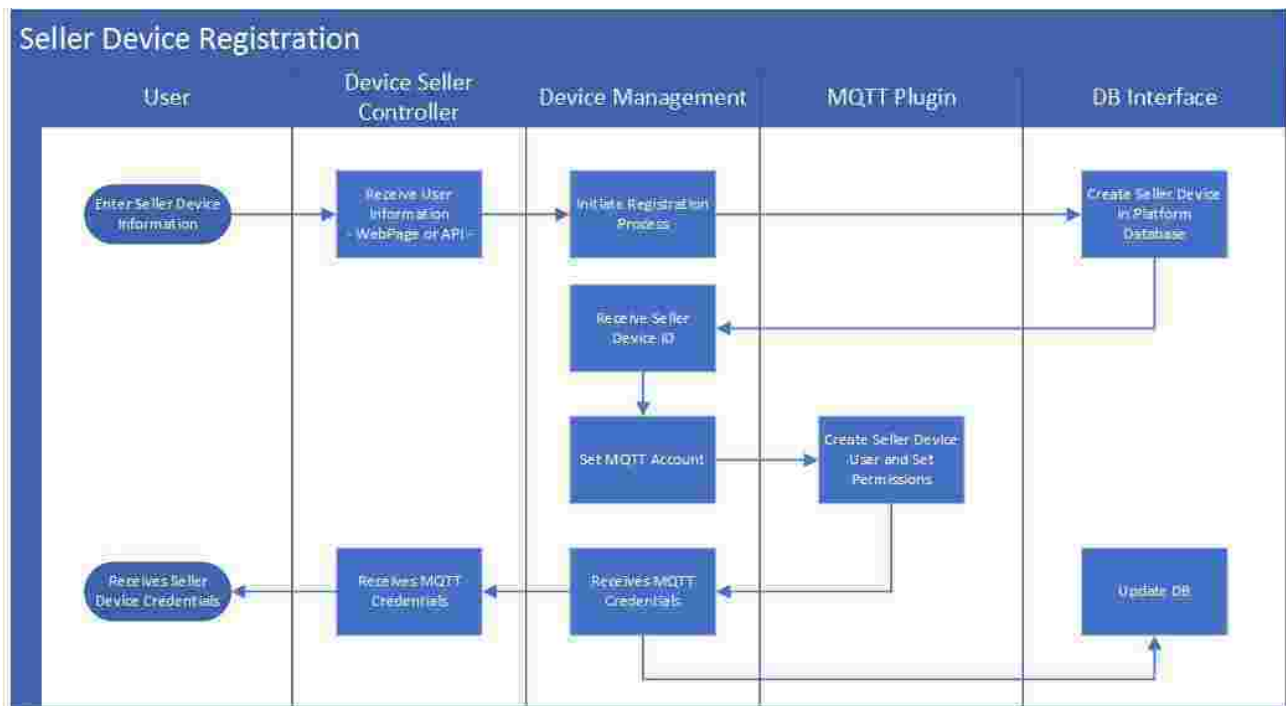 Seller Device Registration
User
Device Seller
Controller
Device Management
MQTT Plugin
DB Interface
Enter Seller Device
Information
Receive User
Information
- WebPage or API -
Initiate Registration
Process
Create Seller Device
in Platform
Database
Receive Seller
Device ID
Set MQTT Account
Create Seller Device
User and Set
Permissions
Receives Seller
Device Credentials
Receives MQTT
Credentials
Receives MQTT
Credentials
Update DB